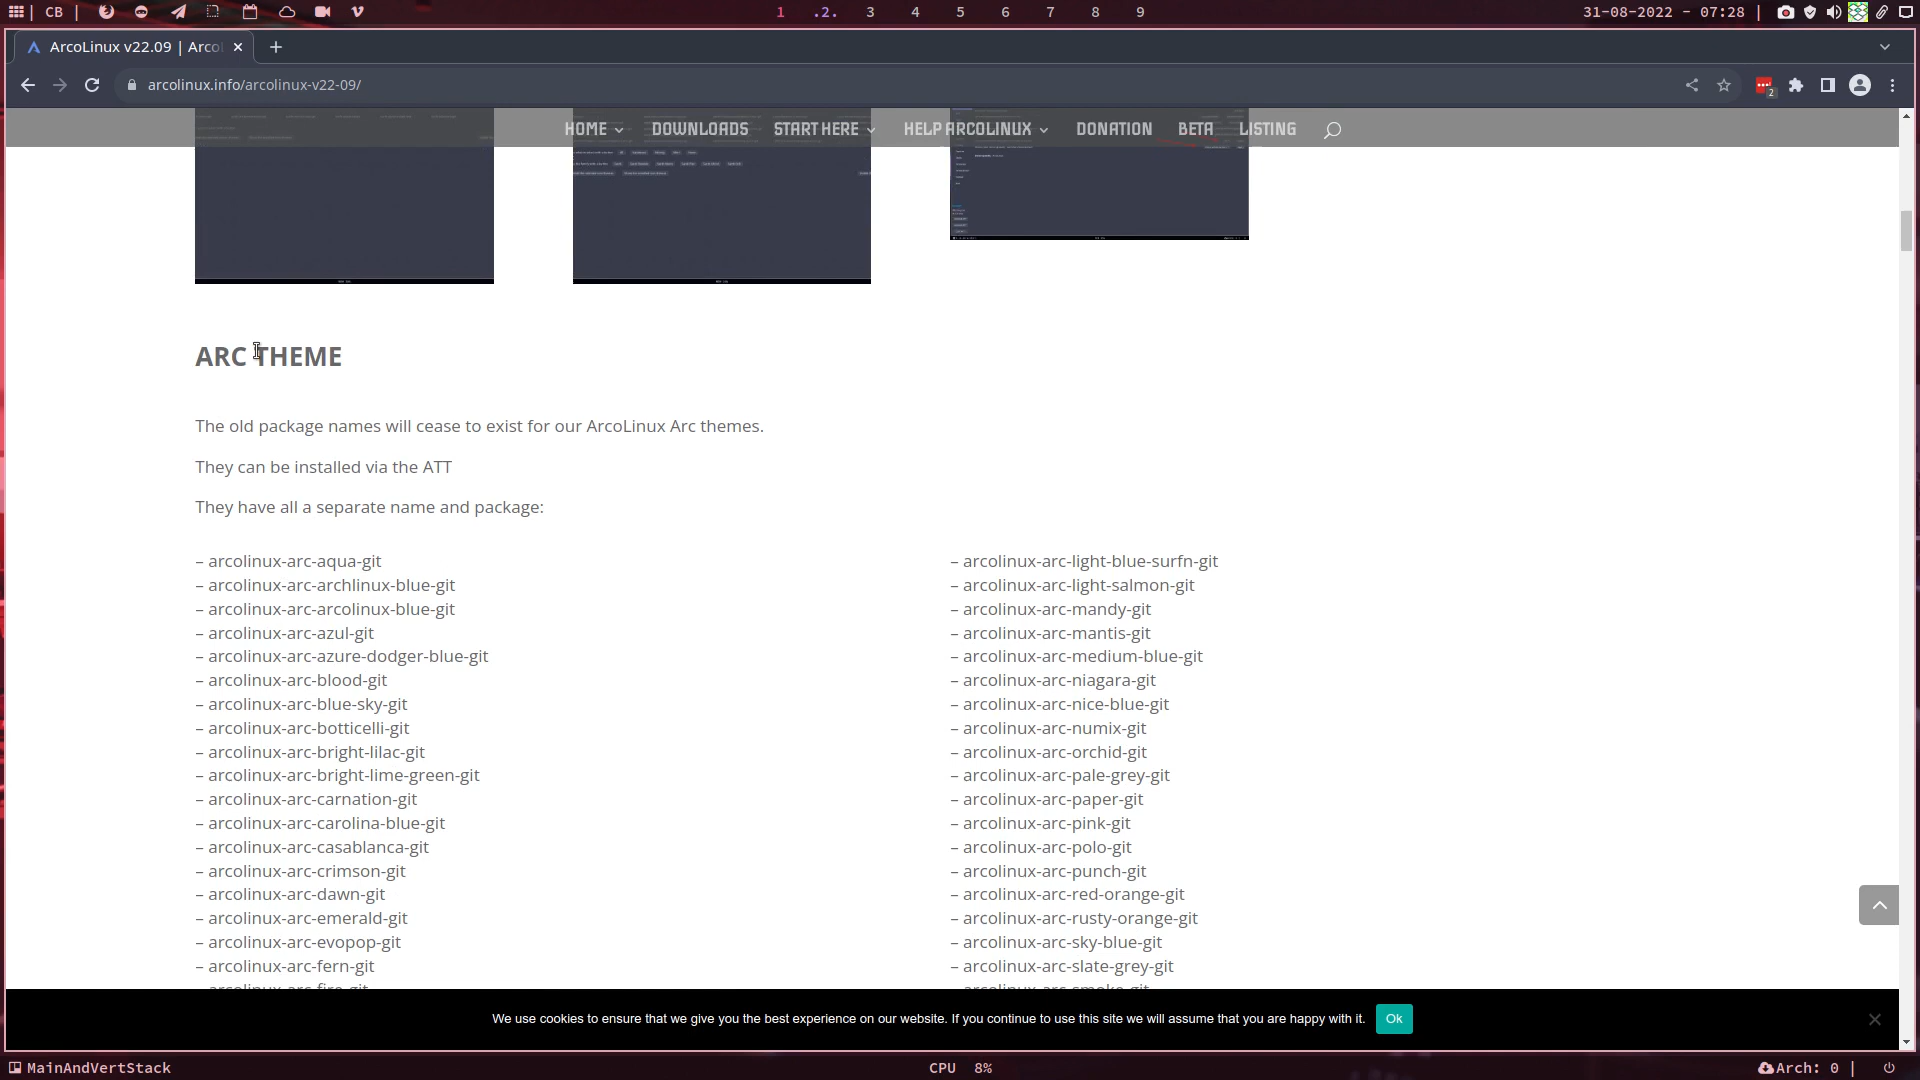 CB |
1 .2. 3 4 5 6 7 8 9
31-08-2022 - 07:28 |
ArcoLinux v22.09 | Arco
arcolinux.info/arcolinux-v22-09/
2
HOME DOWNLOADS START HERE HELP ARCOLINUX DONATION BETA LISTING
ARC THEME
The old package names will cease to exist for our ArcoLinux Arc themes.
They can be installed via the ATT
They have all a separate name and package:
– arcolinux-arc-aqua-git
– arcolinux-arc-archlinux-blue-git
– arcolinux-arc-arcolinux-blue-git
– arcolinux-arc-azul-git
– arcolinux-arc-azure-dodger-blue-git
– arcolinux-arc-blood-git
– arcolinux-arc-blue-sky-git
– arcolinux-arc-botticelli-git
– arcolinux-arc-bright-lilac-git
– arcolinux-arc-bright-lime-green-git
– arcolinux-arc-carnation-git
– arcolinux-arc-carolina-blue-git
– arcolinux-arc-casablanca-git
– arcolinux-arc-crimson-git
– arcolinux-arc-dawn-git
– arcolinux-arc-emerald-git
– arcolinux-arc-evopop-git
– arcolinux-arc-fern-git
– arcolinux-arc-fire-git
– arcolinux-arc-light-blue-surfn-git
– arcolinux-arc-light-salmon-git
– arcolinux-arc-mandy-git
– arcolinux-arc-mantis-git
– arcolinux-arc-medium-blue-git
– arcolinux-arc-niagara-git
– arcolinux-arc-nice-blue-git
– arcolinux-arc-numix-git
– arcolinux-arc-orchid-git
– arcolinux-arc-pale-grey-git
– arcolinux-arc-paper-git
– arcolinux-arc-pink-git
– arcolinux-arc-polo-git
– arcolinux-arc-punch-git
– arcolinux-arc-red-orange-git
– arcolinux-arc-rusty-orange-git
– arcolinux-arc-sky-blue-git
– arcolinux-arc-slate-grey-git
– arcolinux-arc-smoke-git
We use cookies to ensure that we give you the best experience on our website. If you continue to use this site we will assume that you are happy with it. Ok
MainAndVertStack
CPU 8%
Arch: 0 |